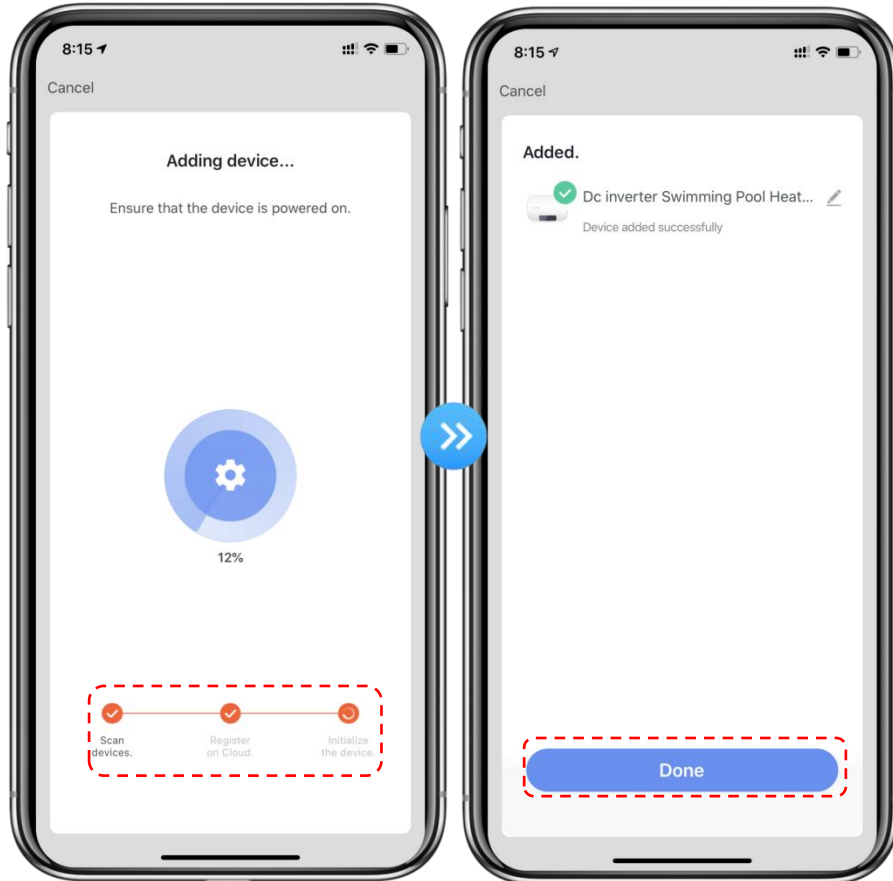 8:15
Cancel
Adding device...
Ensure that the device is powered on.
12%
Scan
devices.
Register
on Cloud.
Initialize
the device.
8:15
Cancel
Added.
Dc inverter Swimming Pool Heat...
Device added successfully
Done